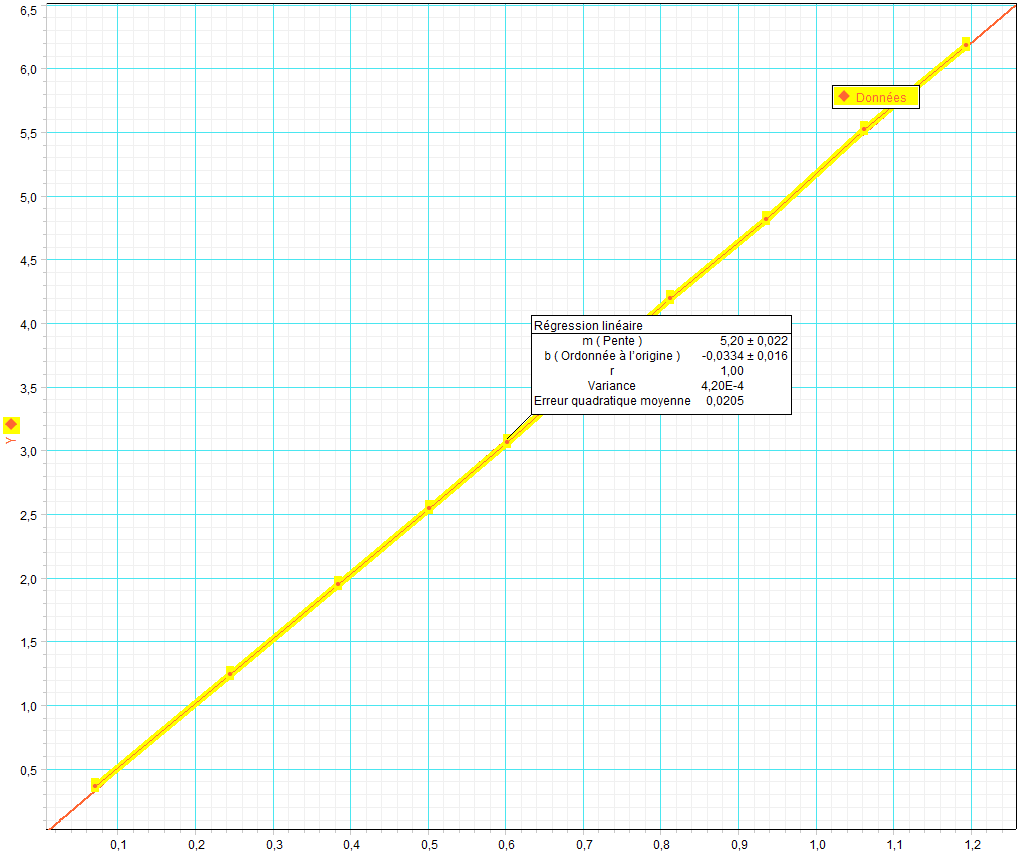 6,5
6,0
5,5
5,0
4,5
4,0
3,5
3,0
2,5
2,0
1,5
1,0
0,5
Y
Données
Régression linéaire
m ( Pente ) 5,20 ± 0,022
b ( Ordonnée à l'origine ) -0,0334 ± 0,016
r 1,00
Variance 4,20E-4
Erreur quadratique moyenne 0,0205
0,1 0,2 0,3 0,4 0,5 0,6 0,7 0,8 0,9 1,0 1,1 1,2